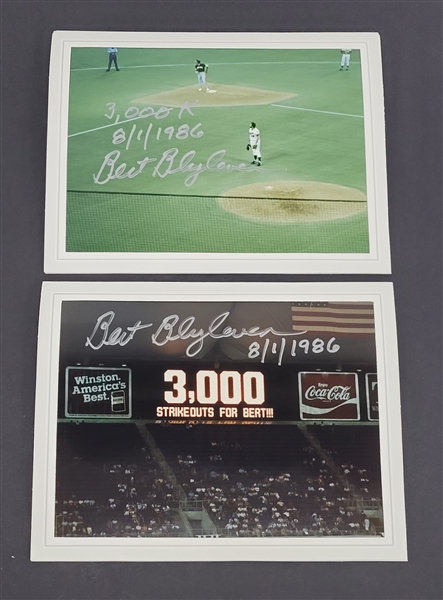 3,000 K
8/1/1986
Bert Blyleven
Bert Blyleven
8/1/1986
Winston.
America's
Best.
3,000
STRIKEOUTS FOR BERT!!!
Enjoy
Coca-Cola